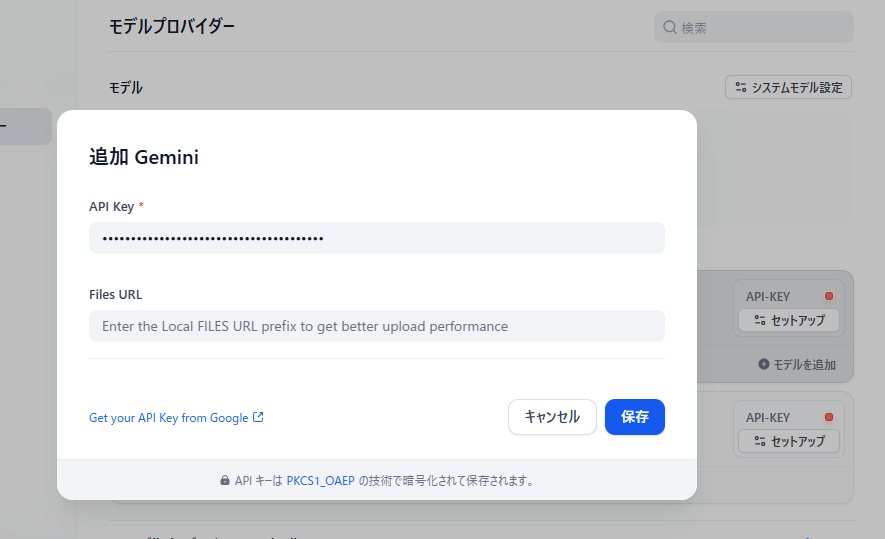 モデルプロバイダー
検索
モデル
システムモデル設定
追加 Gemini
API Key *
•••••••••••••••••••••••••••••••••••••••
Files URL
Enter the Local FILES URL prefix to get better upload performance
API-KEY
セットアップ
モデルを追加
Get your API Key from Google
キャンセル
保存
API-KEY
セットアップ
API キーは PKCS1_OAEP の技術で暗号化されて保存されます。